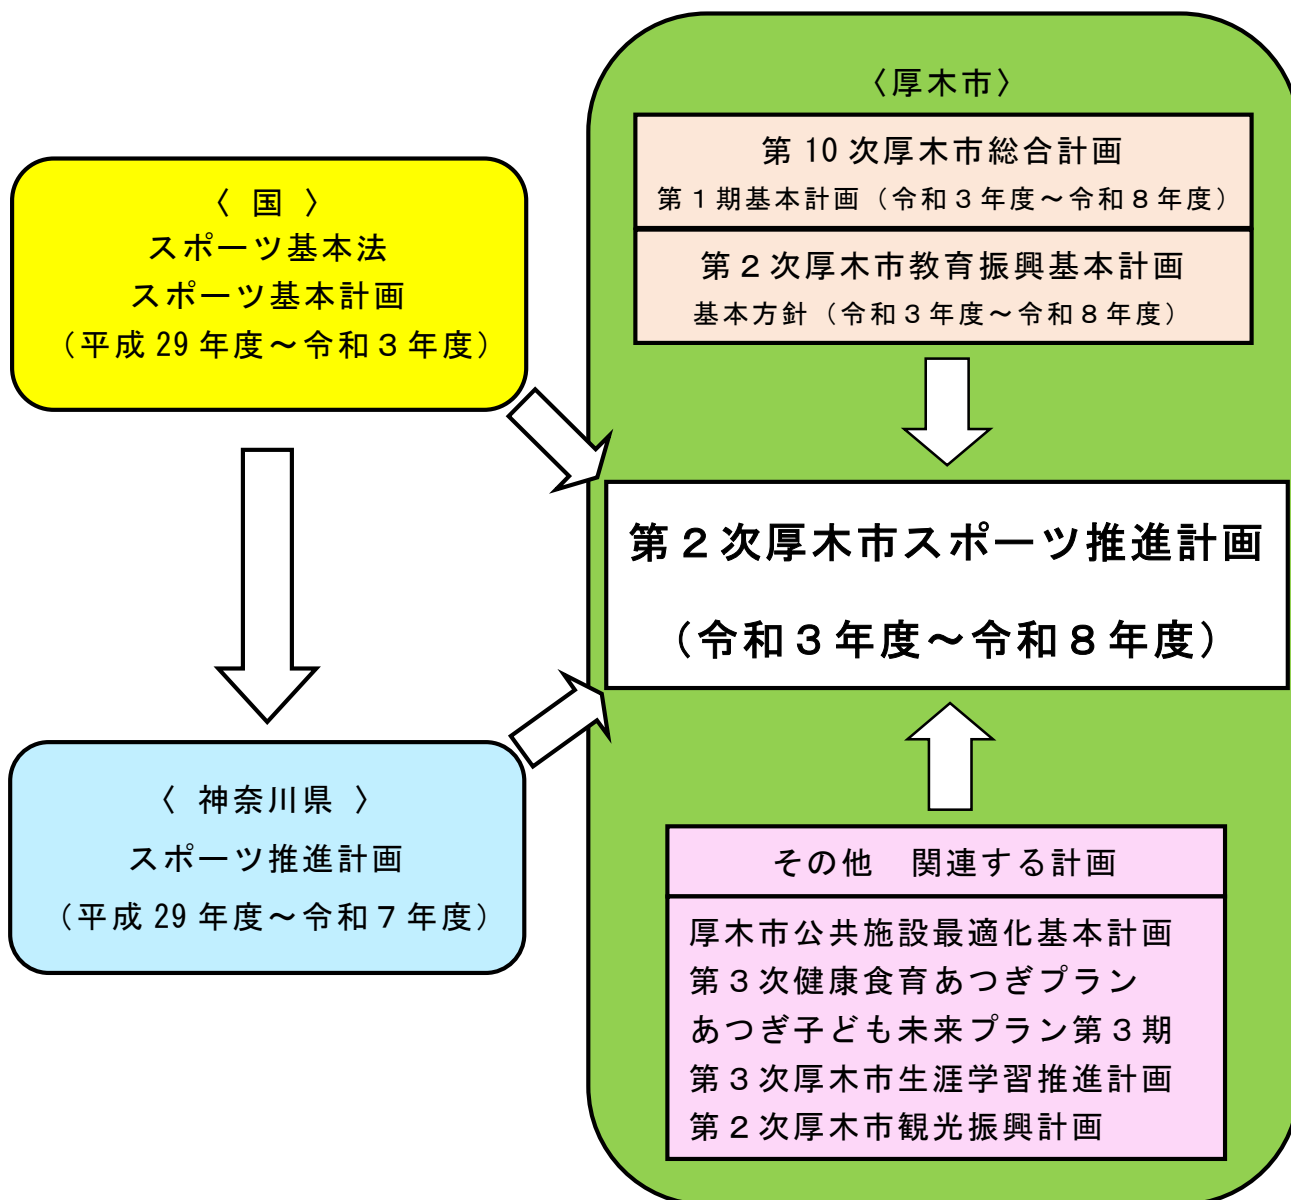 〈 国 〉
スポーツ基本法
スポーツ基本計画
（平成 29 年度～令和３年度）
〈 神奈川県 〉
スポーツ推進計画
（平成 29 年度～令和７年度）
〈厚木市〉
第 10 次厚木市総合計画
第１期基本計画（令和３年度～令和８年度）
第２次厚木市教育振興基本計画
基本方針（令和３年度～令和８年度）
第２次厚木市スポーツ推進計画
（令和３年度～令和８年度）
その他　関連する計画
厚木市公共施設最適化基本計画
第３次健康食育あつぎプラン
あつぎ子ども未来プラン第３期
第３次厚木市生涯学習推進計画
第２次厚木市観光振興計画